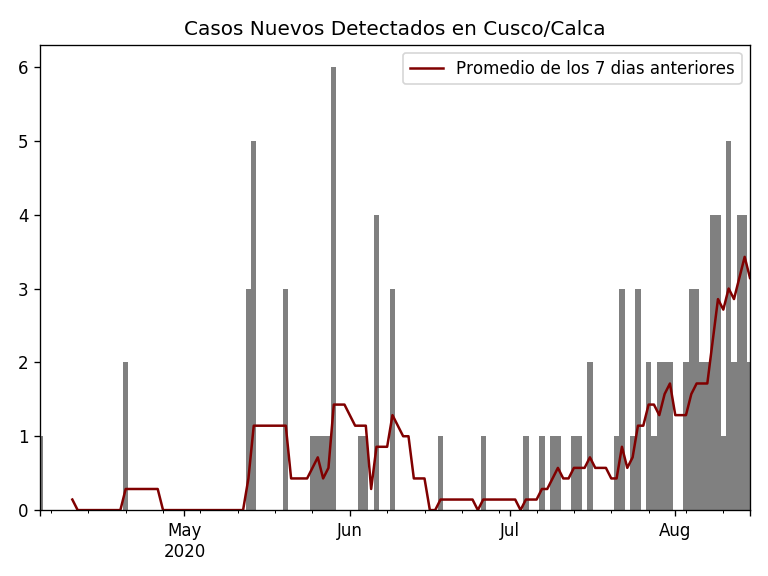 Casos Nuevos Detectados en Cusco/Calca
Promedio de los 7 dias anteriores
6
5
4
3
2
1
0
May
2020
Jun
Jul
Aug